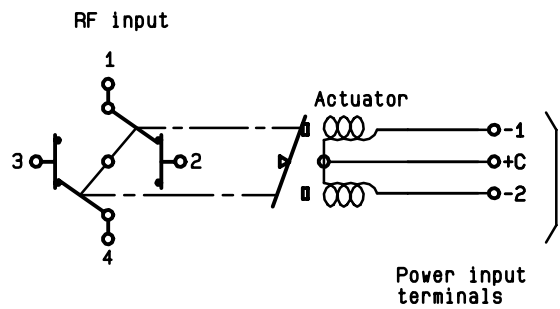 RF input
1
Actuator
-1
3
2
+C
-2
4
Power input
terminals